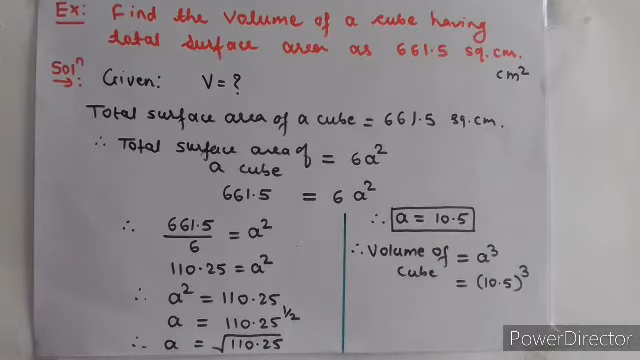 Ex: Find the volume of a cube having
total surface area as 661.5 sq.cm.
Solⁿ: Given: V = ? cm²
Total surface area of a cube = 661.5 sq.cm.
∴ Total surface area of a cube = 6a²
661.5 = 6 a²
∴ 661.5/6 = a²
110.25 = a²
∴ a² = 110.25
a = 110.25^1/2
∴ a = √110.25
∴ a = 10.5
∴ Volume of cube = a³
= (10.5)³
PowerDirector